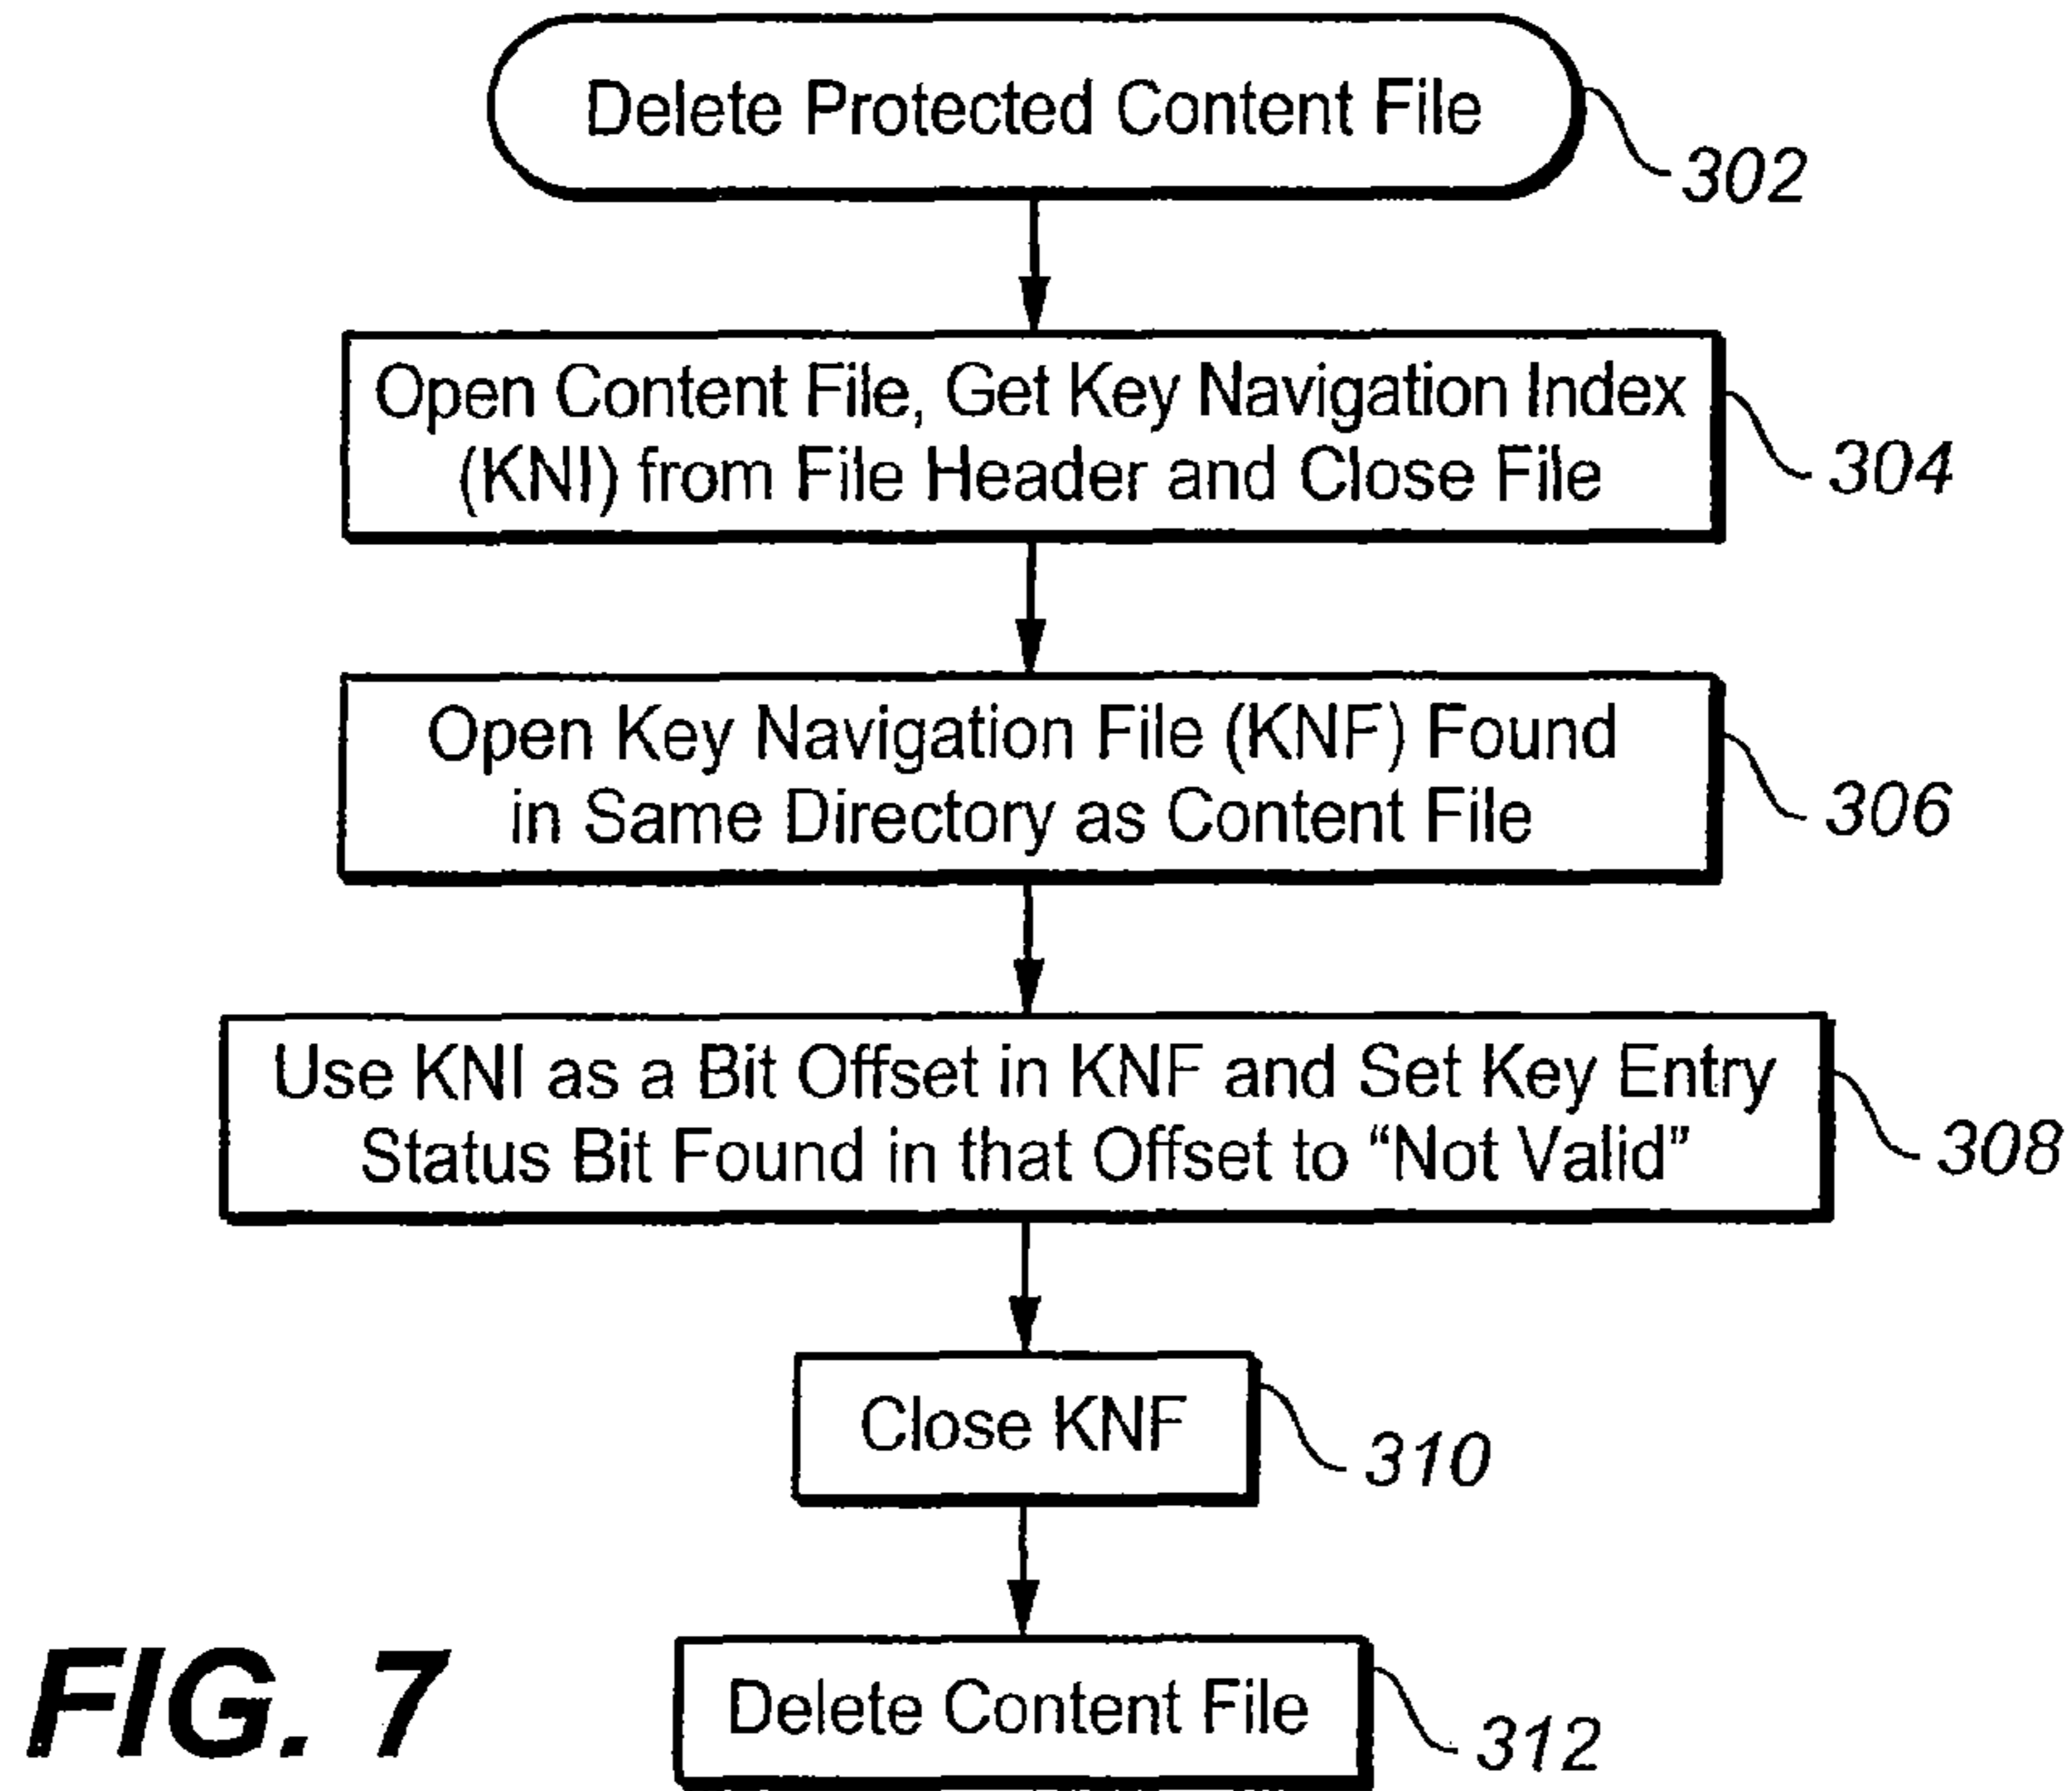 Delete Protected Content File
302
Open Content File, Get Key Navigation Index
(KNI) from File Header and Close File
304
Open Key Navigation File (KNF) Found
in Same Directory as Content File
306
Use KNI as a Bit Offset in KNF and Set Key Entry
Status Bit Found in that Offset to “Not Valid”
308
Close KNF
310
Delete Content File
312
FIG. 7